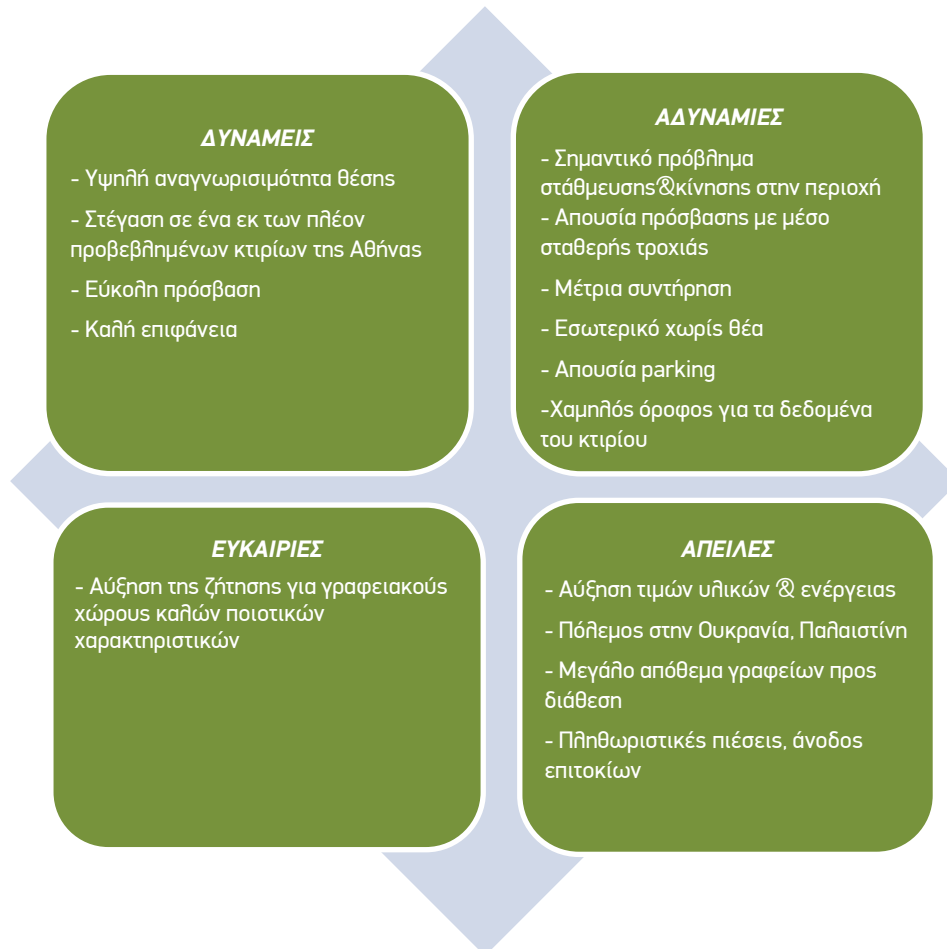 ΔΥΝΑΜΕΙΣ
- Υψηλή αναγνωρισιμότητα θέσης
- Στέγαση σε ένα εκ των πλέον
προβεβλημένων κτιρίων της Αθήνας
- Εύκολη πρόσβαση
- Καλή επιφάνεια
ΑΔΥΝΑΜΙΕΣ
- Σημαντικό πρόβλημα
στάθμευσης&κίνησης στην περιοχή
- Απουσία πρόσβασης με μέσο
σταθερής τροχιάς
- Μέτρια συντήρηση
- Εσωτερικό χωρίς θέα
- Απουσία parking
-Χαμηλός όροφος για τα δεδομένα
του κτιρίου
ΕΥΚΑΙΡΙΕΣ
- Αύξηση της ζήτησης για γραφειακούς
χώρους καλών ποιοτικών
χαρακτηριστικών
ΑΠΕΙΛΕΣ
- Αύξηση τιμών υλικών & ενέργειας
- Πόλεμος στην Ουκρανία, Παλαιστίνη
- Μεγάλο απόθεμα γραφείων προς
διάθεση
- Πληθωριστικές πιέσεις, άνοδος
επιτοκίων